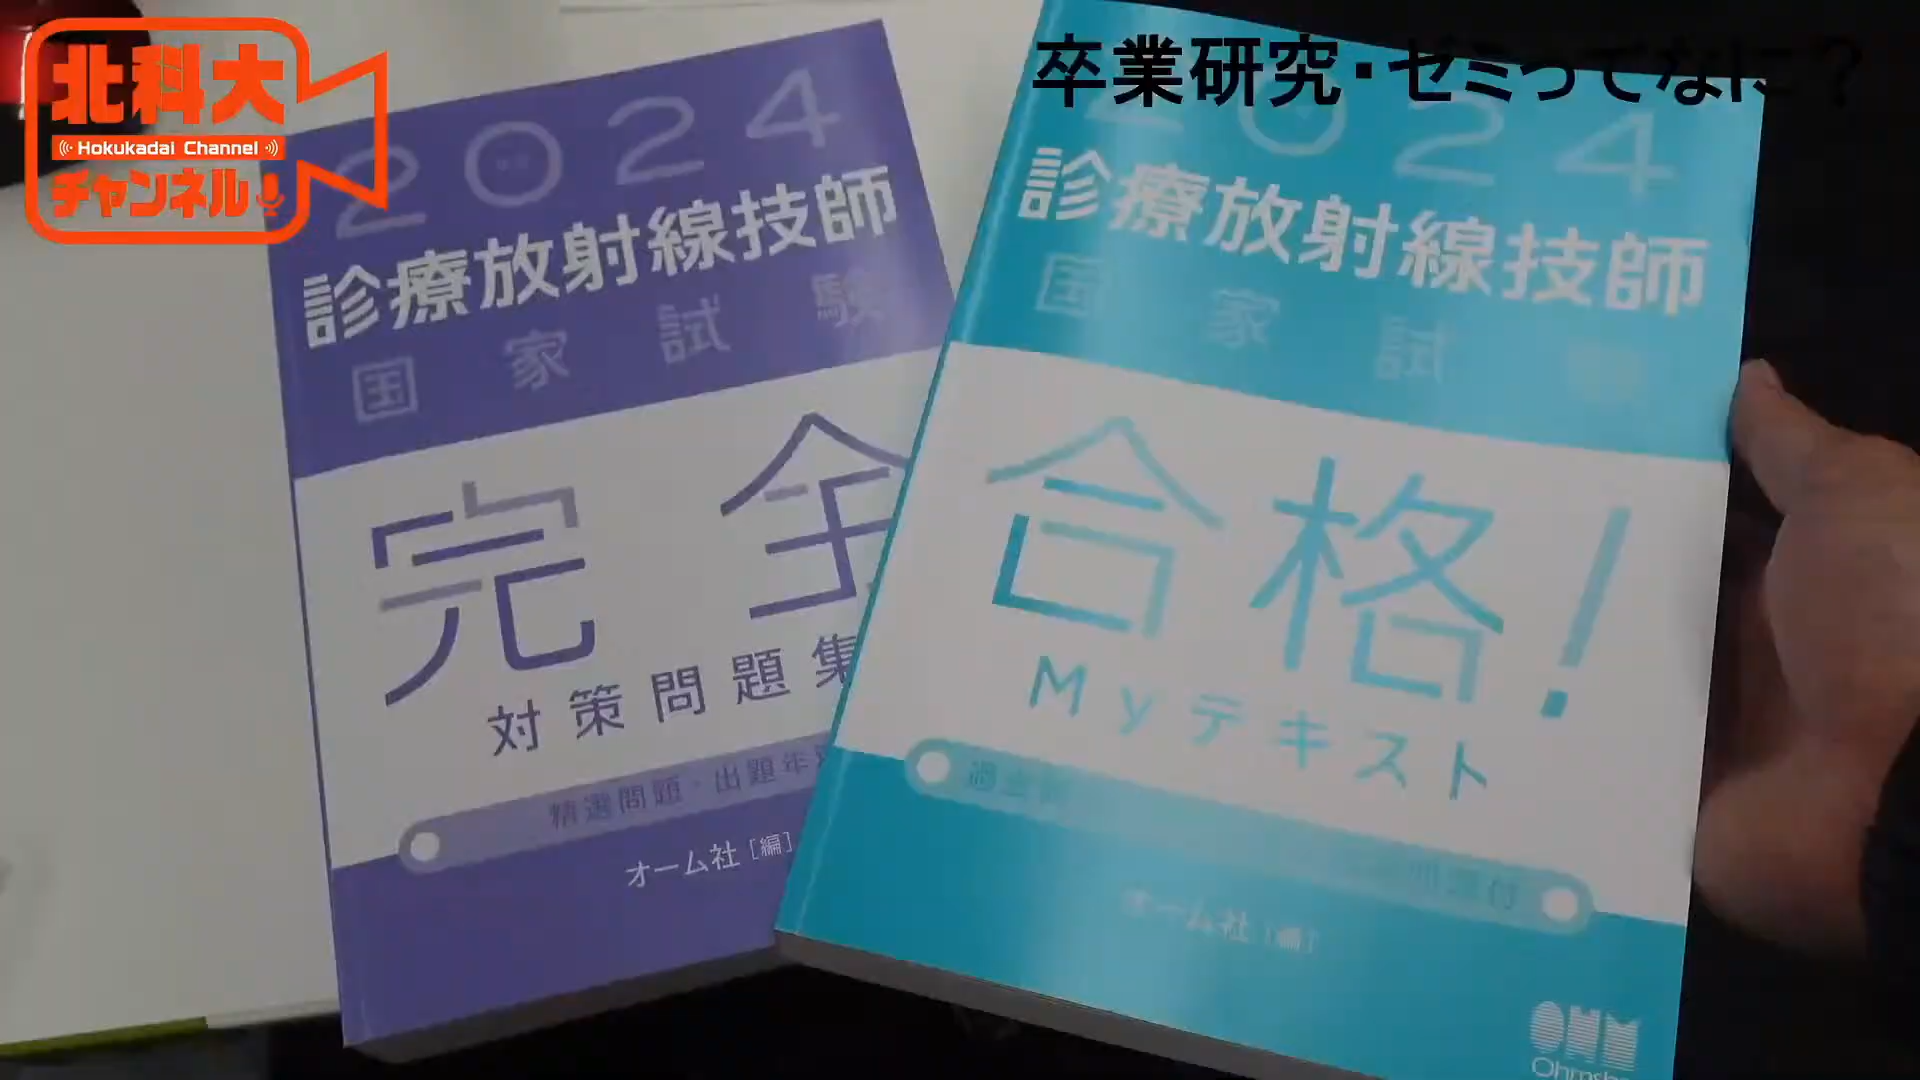 北科大
Hokukadai Channel
チャンネル
卒業研究・ゼミってなに？
2024
診療放射線技師
国家試験
完全
対策問題集
精選問題・出題年
オーム社［編］
2024
診療放射線技師
国家試
合格！
Myテキスト
過去
オーム社［編］
OHM
Ohmsha